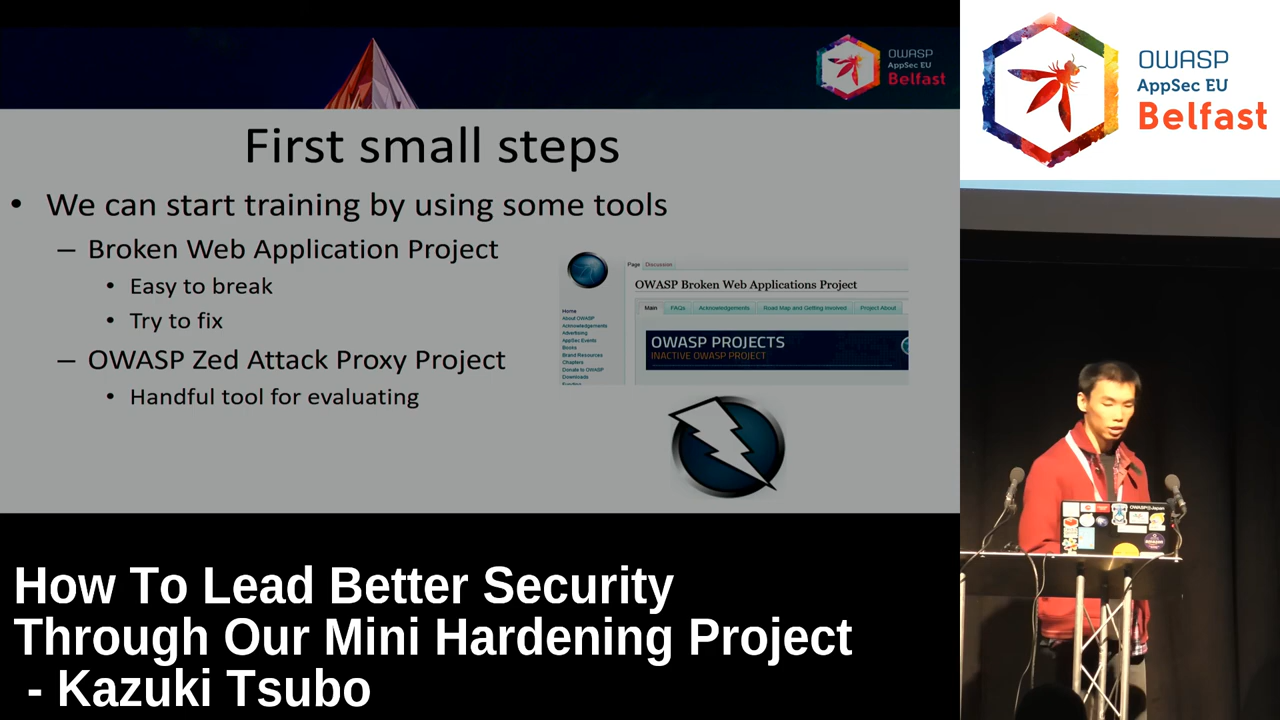 OWASP
AppSec EU
Belfast
First small steps
• We can start training by using some tools
– Broken Web Application Project
• Easy to break
• Try to fix
– OWASP Zed Attack Proxy Project
• Handful tool for evaluating
Page Discussion
OWASP Broken Web Applications Project
Main FAQs Acknowledgements Road Map and Getting Involved Project About
Home
About OWASP
Acknowledgements
Advertising
AppSec Events
Books
Brand Resources
Chapters
Donate to OWASP
Downloads
OWASP PROJECTS
INACTIVE OWASP PROJECT
How To Lead Better Security
Through Our Mini Hardening Project
- Kazuki Tsubo
OWASP
AppSec EU
Belfast
OWASP Japan